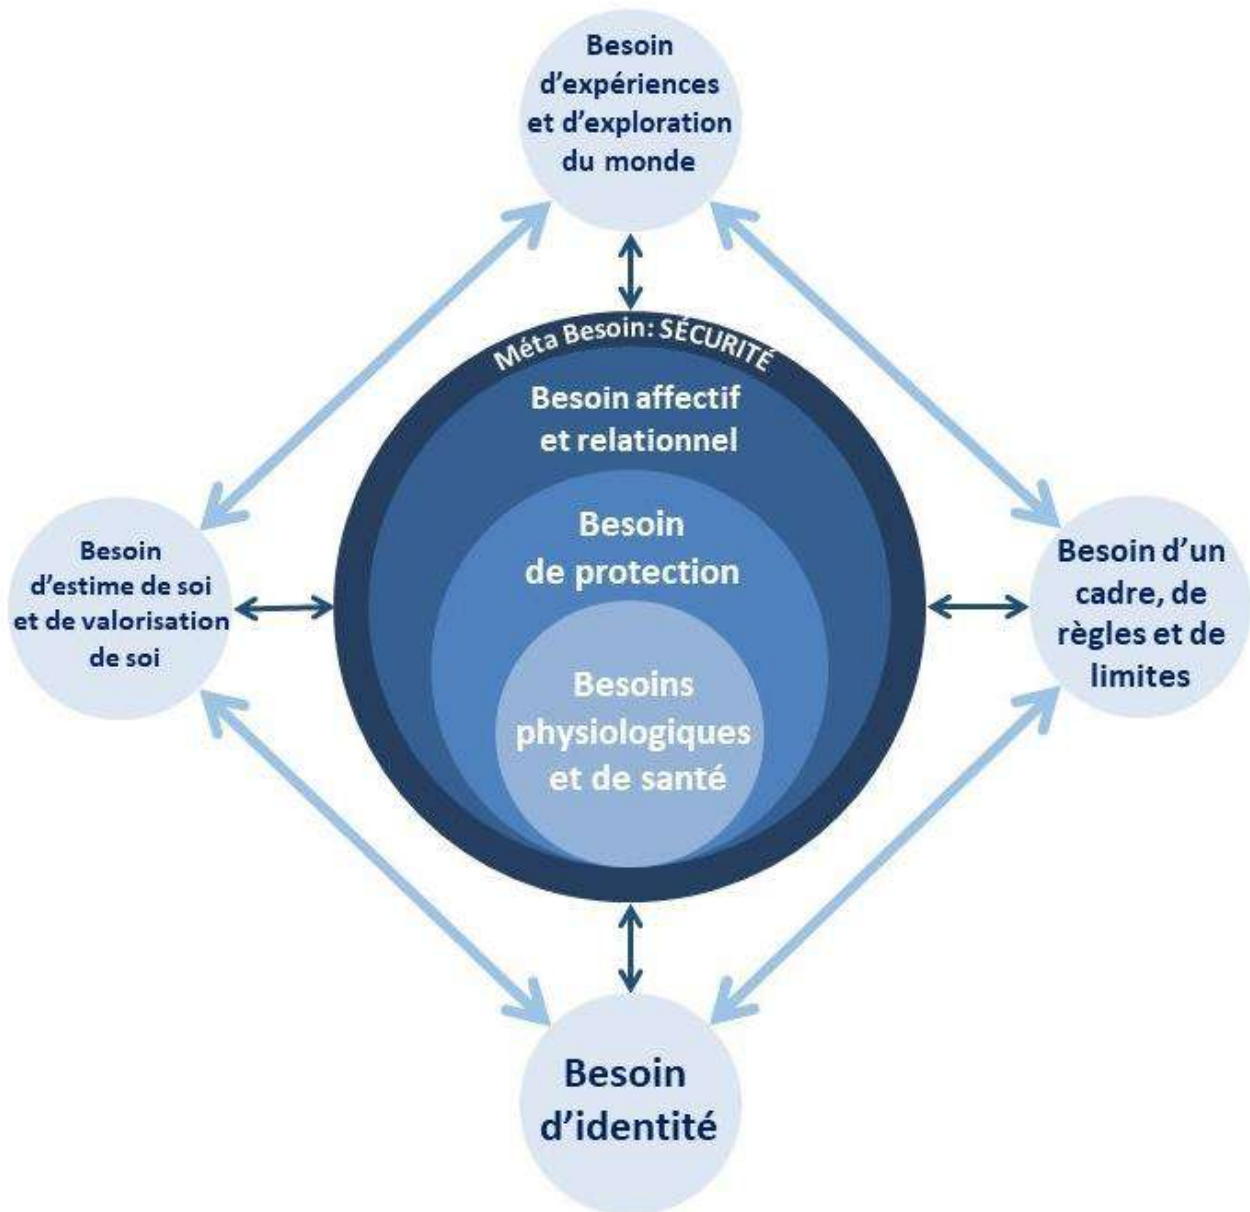 Besoin
d'expériences
et d'exploration
du monde
Méta Besoin: SÉCURITÉ
Besoin affectif
et relationnel
Besoin
de protection
Besoins
physiologiques
et de santé
Besoin
d'estime de soi
et de valorisation
de soi
Besoin d'un
cadre, de
règles et de
limites
Besoin
d'identité